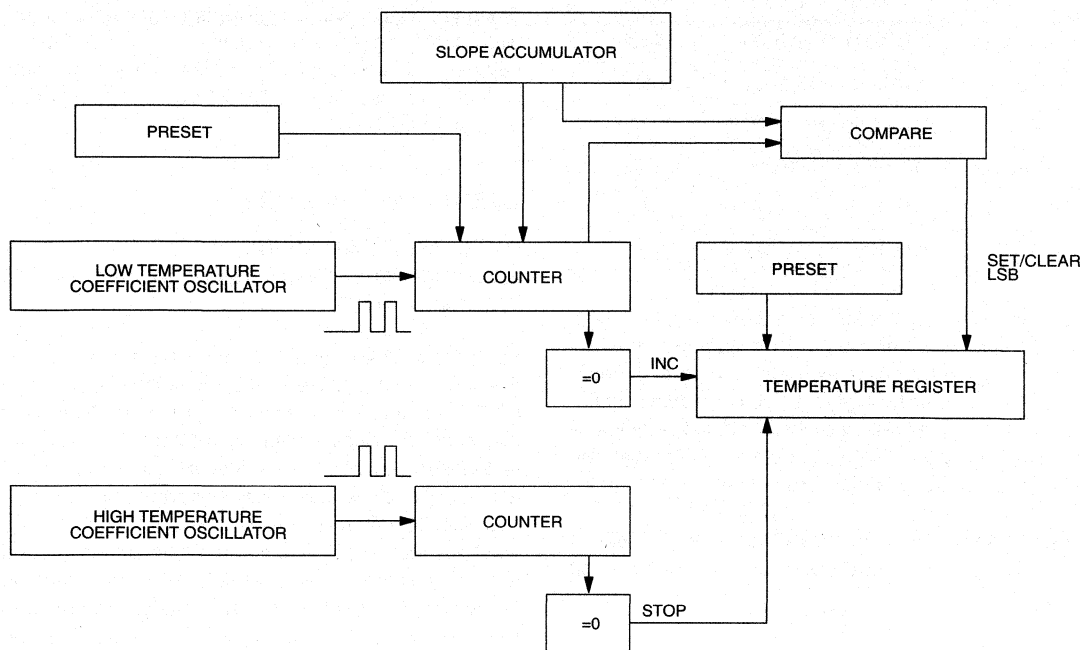 SLOPE ACCUMULATOR
PRESET
COMPARE
LOW TEMPERATURE
COEFFICIENT OSCILLATOR
COUNTER
PRESET
SET/CLEAR
LSB
=0
INC
TEMPERATURE REGISTER
HIGH TEMPERATURE
COEFFICIENT OSCILLATOR
COUNTER
=0
STOP